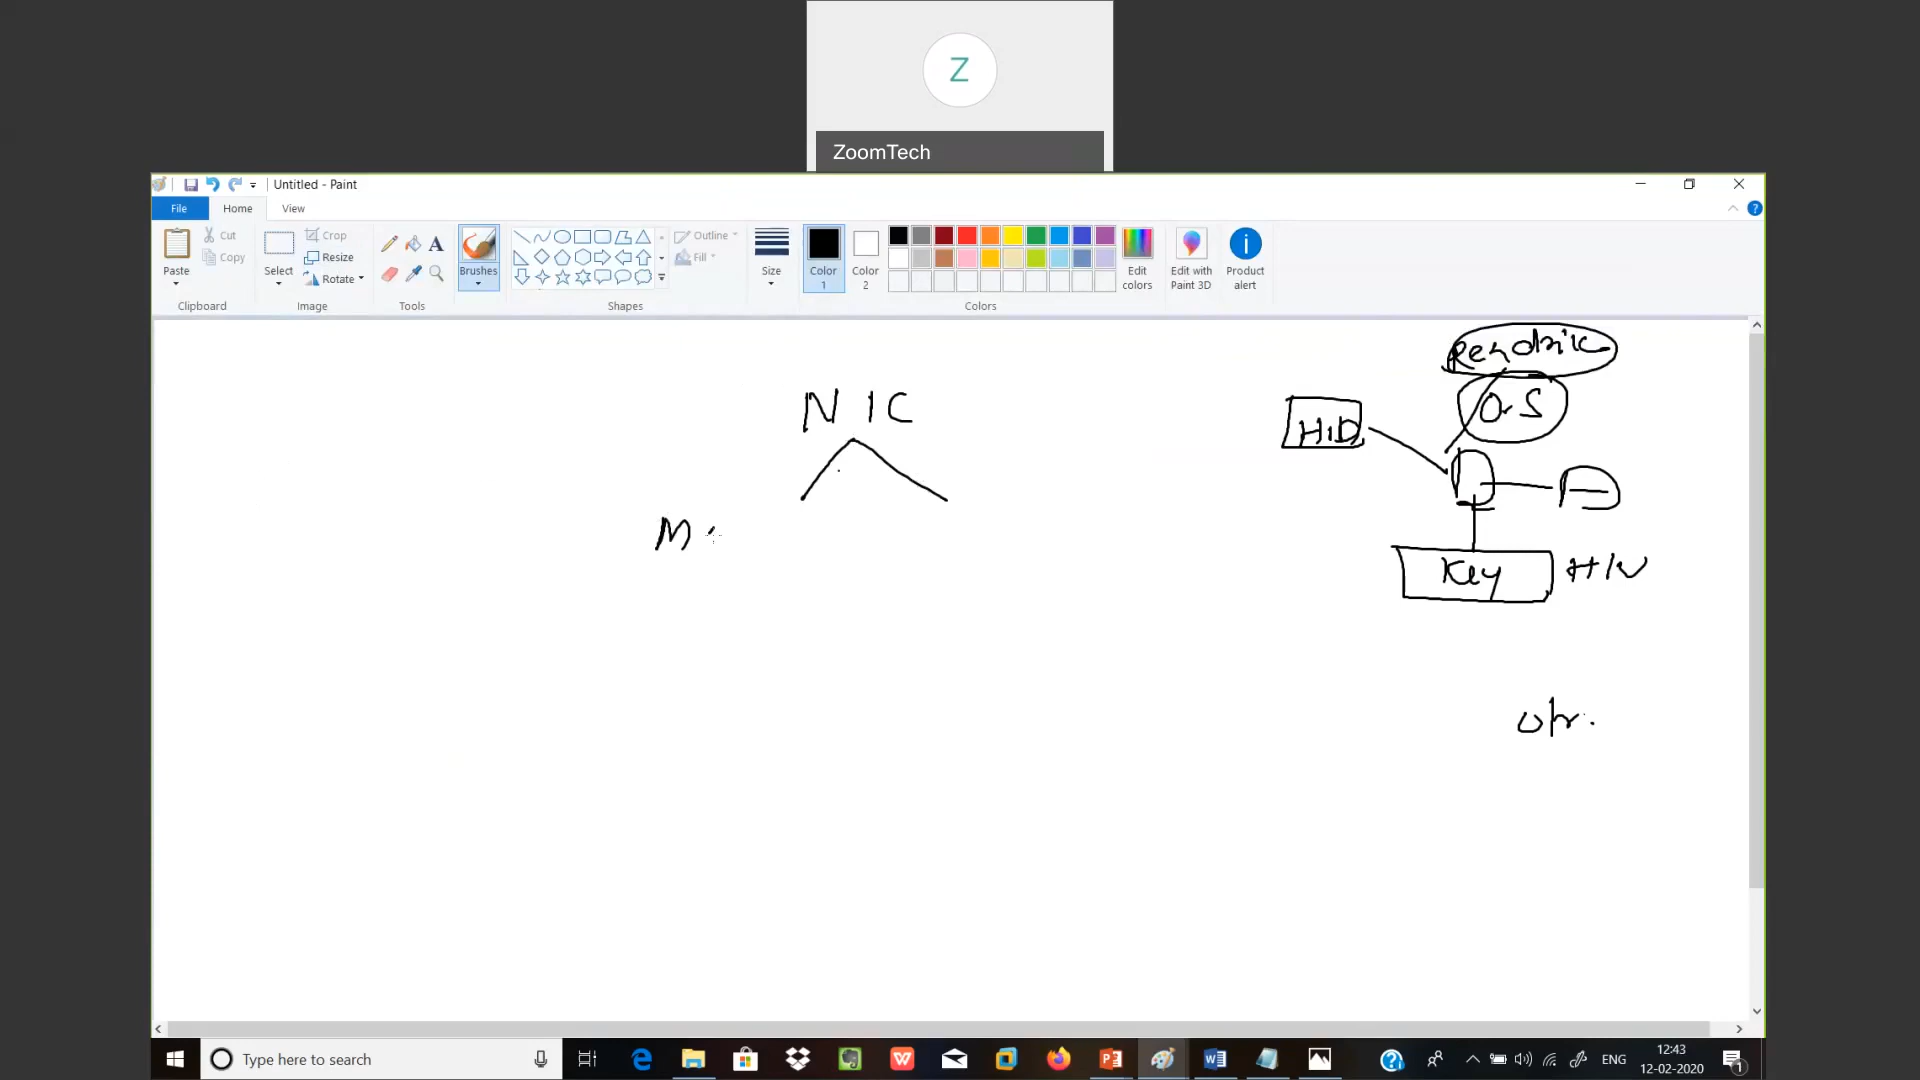 Z
ZoomTech
Untitled - Paint
File Home View
Cut
Copy
Paste
Clipboard
Crop
Resize
Rotate
Select
Image
A
Tools
Brushes
Outline
Fill
Shapes
Size
Color
1
Color
2
Edit
colors
Colors
Edit with
Paint 3D
Product
alert
NIC
M
O.S
Key
H/W
Type here to search
ENG
12:43
12-02-2020
1